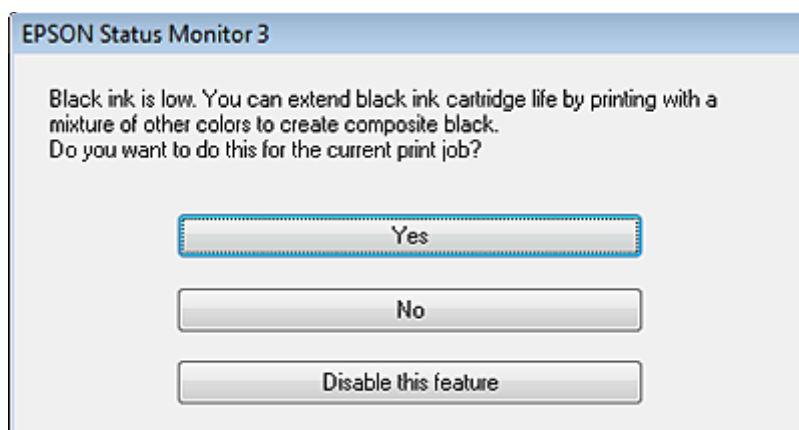 EPSON Status Monitor 3
Black ink is low. You can extend black ink cartridge life by printing with a
mixture of other colors to create composite black.
Do you want to do this for the current print job?
Yes
No
Disable this feature